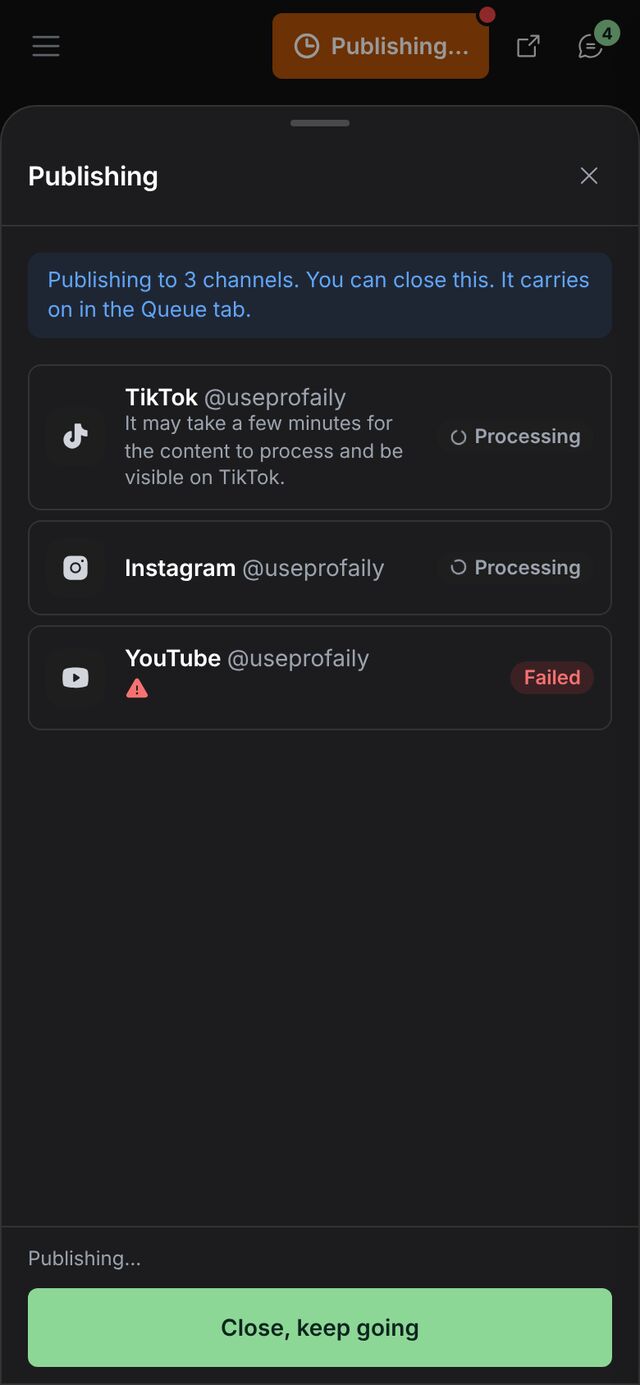 Publishing...
4
Publishing
Publishing to 3 channels. You can close this. It carries
on in the Queue tab.
TikTok @useprofaily
It may take a few minutes for
the content to process and be
visible on TikTok.
Processing
Instagram @useprofaily
Processing
YouTube @useprofaily
Failed
Publishing...
Close, keep going